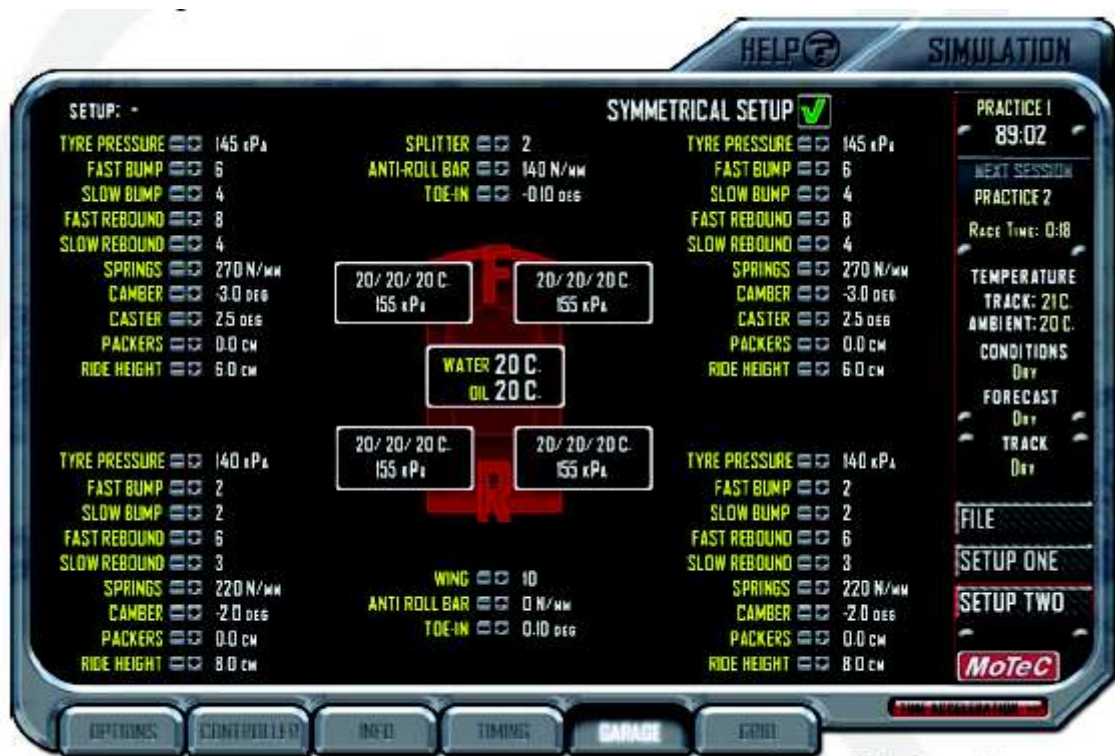 HELP ?
SIMULATION
SETUP: -
SYMMETRICAL SETUP
TYRE PRESSURE 145 kPa
FAST BUMP 6
SLOW BUMP 4
FAST REBOUND 8
SLOW REBOUND 4
SPRINGS 270 N/mm
CAMBER -3.0 DEG
CASTER 2.5 DEG
PACKERS 0.0 CM
RIDE HEIGHT 6.0 CM
SPLITTER 2
ANTI-ROLL BAR 140 N/mm
TOE-IN -0.10 DEG
TYRE PRESSURE 145 kPa
FAST BUMP 6
SLOW BUMP 4
FAST REBOUND 8
SLOW REBOUND 4
SPRINGS 270 N/mm
CAMBER -3.0 DEG
CASTER 2.5 DEG
PACKERS 0.0 CM
RIDE HEIGHT 6.0 CM
F
20/ 20/ 20 C.
155 kPa
20/ 20/ 20 C.
155 kPa
WATER 20 C.
OIL 20 C.
20/ 20/ 20 C.
155 kPa
20/ 20/ 20 C.
155 kPa
R
TYRE PRESSURE 140 kPa
FAST BUMP 2
SLOW BUMP 2
FAST REBOUND 6
SLOW REBOUND 3
SPRINGS 220 N/mm
CAMBER -2.0 DEG
PACKERS 0.0 CM
RIDE HEIGHT 8.0 CM
WING 10
ANTI ROLL BAR 0 N/mm
TOE-IN 0.10 DEG
TYRE PRESSURE 140 kPa
FAST BUMP 2
SLOW BUMP 2
FAST REBOUND 6
SLOW REBOUND 3
SPRINGS 220 N/mm
CAMBER -2.0 DEG
PACKERS 0.0 CM
RIDE HEIGHT 8.0 CM
PRACTICE 1
89:02
NEXT SESSION
PRACTICE 2
RACE TIME: 0:18
TEMPERATURE
TRACK: 21 C.
AMBIENT: 20 C.
CONDITIONS
DRY
FORECAST
DRY
TRACK
DRY
FILE
SETUP ONE
SETUP TWO
MoTeC
TIME ACCELERATION
OPTIONS
CONTROLLER
INFO
TIMING
GARAGE
GRID